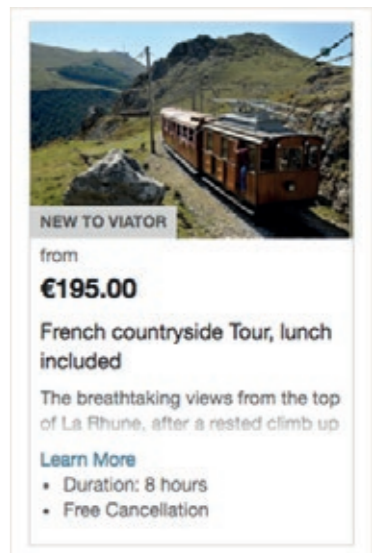 NEW TO VIATOR
from
€195.00
French countryside Tour, lunch
included
The breathtaking views from the top
of La Rhune, after a rested climb up
Learn More
• Duration: 8 hours
• Free Cancellation